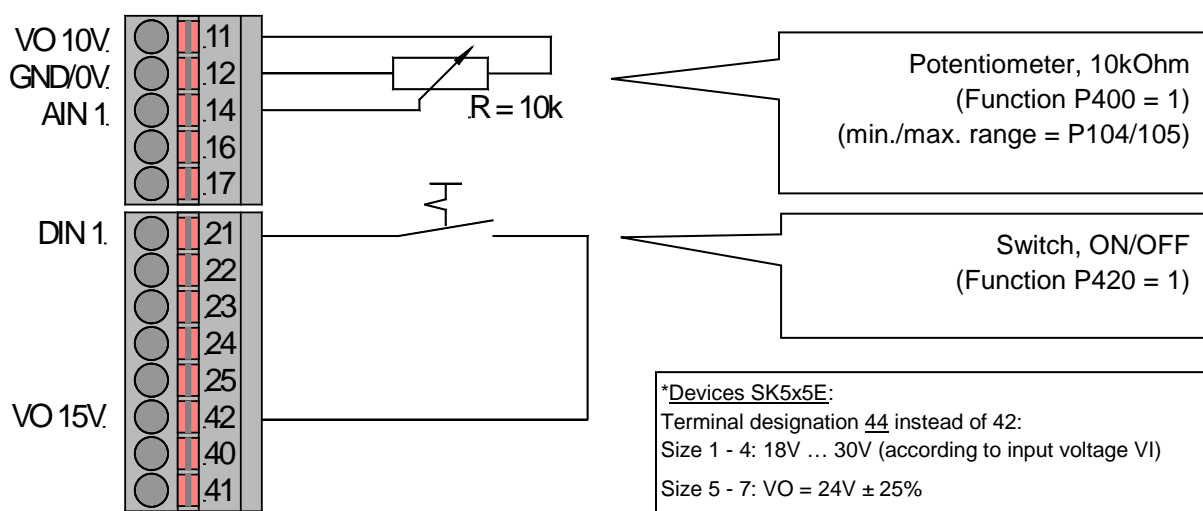 VO 10V. .11
GND/0V. .12
AIN 1. .14
.16
.17
R = 10k
DIN 1. .21
.22
.23
.24
.25
VO 15V. .42
.40
.41
Potentiometer, 10kOhm
(Function P400 = 1)
(min./max. range = P104/105)
Switch, ON/OFF
(Function P420 = 1)
*Devices SK5x5E:
Terminal designation 44 instead of 42:
Size 1 - 4: 18V … 30V (according to input voltage VI)
Size 5 - 7: VO = 24V ± 25%